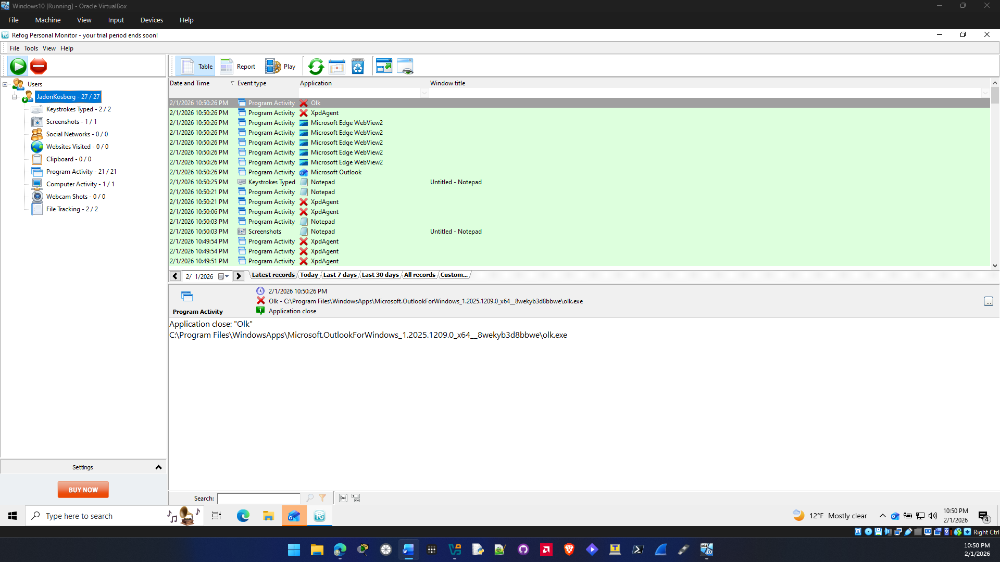 Windows10 [Running] - Oracle VirtualBox
File Machine View Input Devices Help
Refog Personal Monitor - your trial period ends soon!
File Tools View Help
Table Report Play
Users
JadonKosberg - 27 / 27
Keystrokes Typed - 2 / 2
Screenshots - 1 / 1
Social Networks - 0 / 0
Websites Visited - 0 / 0
Clipboard - 0 / 0
Program Activity - 21 / 21
Computer Activity - 1 / 1
Webcam Shots - 0 / 0
File Tracking - 2 / 2
Settings
BUY NOW
Date and Time Event type Application Window title
2/1/2026 10:50:26 PM Program Activity Olk
2/1/2026 10:50:26 PM Program Activity XpdAgent
2/1/2026 10:50:26 PM Program Activity Microsoft Edge WebView2
2/1/2026 10:50:26 PM Program Activity Microsoft Edge WebView2
2/1/2026 10:50:26 PM Program Activity Microsoft Edge WebView2
2/1/2026 10:50:26 PM Program Activity Microsoft Edge WebView2
2/1/2026 10:50:26 PM Program Activity Microsoft Edge WebView2
2/1/2026 10:50:26 PM Program Activity Microsoft Outlook
2/1/2026 10:50:25 PM Keystrokes Typed Notepad Untitled - Notepad
2/1/2026 10:50:21 PM Program Activity Notepad
2/1/2026 10:50:21 PM Program Activity XpdAgent
2/1/2026 10:50:06 PM Program Activity XpdAgent
2/1/2026 10:50:03 PM Program Activity Notepad
2/1/2026 10:50:03 PM Screenshots Notepad Untitled - Notepad
2/1/2026 10:49:54 PM Program Activity XpdAgent
2/1/2026 10:49:54 PM Program Activity XpdAgent
2/1/2026 10:49:51 PM Program Activity XpdAgent
2/ 1/2026 Latest records Today Last 7 days Last 30 days All records Custom...
2/1/2026 10:50:26 PM
Olk - C:\Program Files\WindowsApps\Microsoft.OutlookForWindows_1.2025.1209.0_x64__8wekyb3d8bbwe\olk.exe
Program Activity Application close
Application close: "Olk"
C:\Program Files\WindowsApps\Microsoft.OutlookForWindows_1.2025.1209.0_x64__8wekyb3d8bbwe\olk.exe
Search:
Type here to search
12°F Mostly clear
10:50 PM
2/1/2026
4
Right Ctrl
10:50 PM
2/1/2026